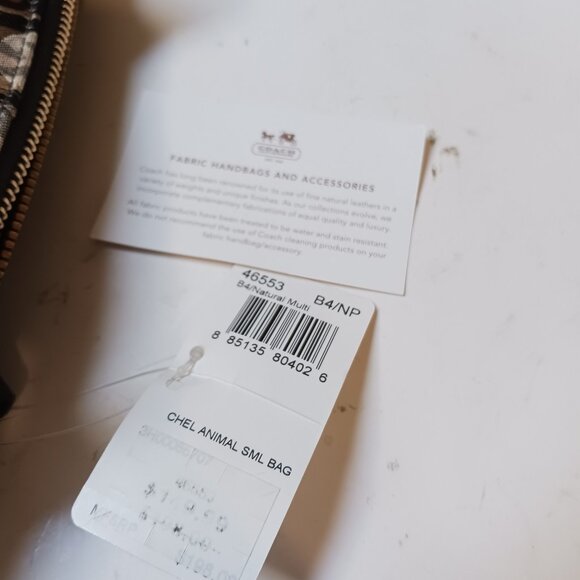 COACH
FABRIC HANDBAGS AND ACCESSORIES
Coach has long been renowned for its use of fine natural leathers in a
variety of weights and unique finishes. As our collections evolve, we
incorporate complementary fabrications of equal quality and luxury.
All fabric products have been treated to be water and stain resistant.
We do not recommend the use of Coach cleaning products on your
fabric handbag/accessory.
46553 B4/NP
B4/Natural Multi
8 85135 80402 6
CHEL ANIMAL SML BAG
MSRP $198.00